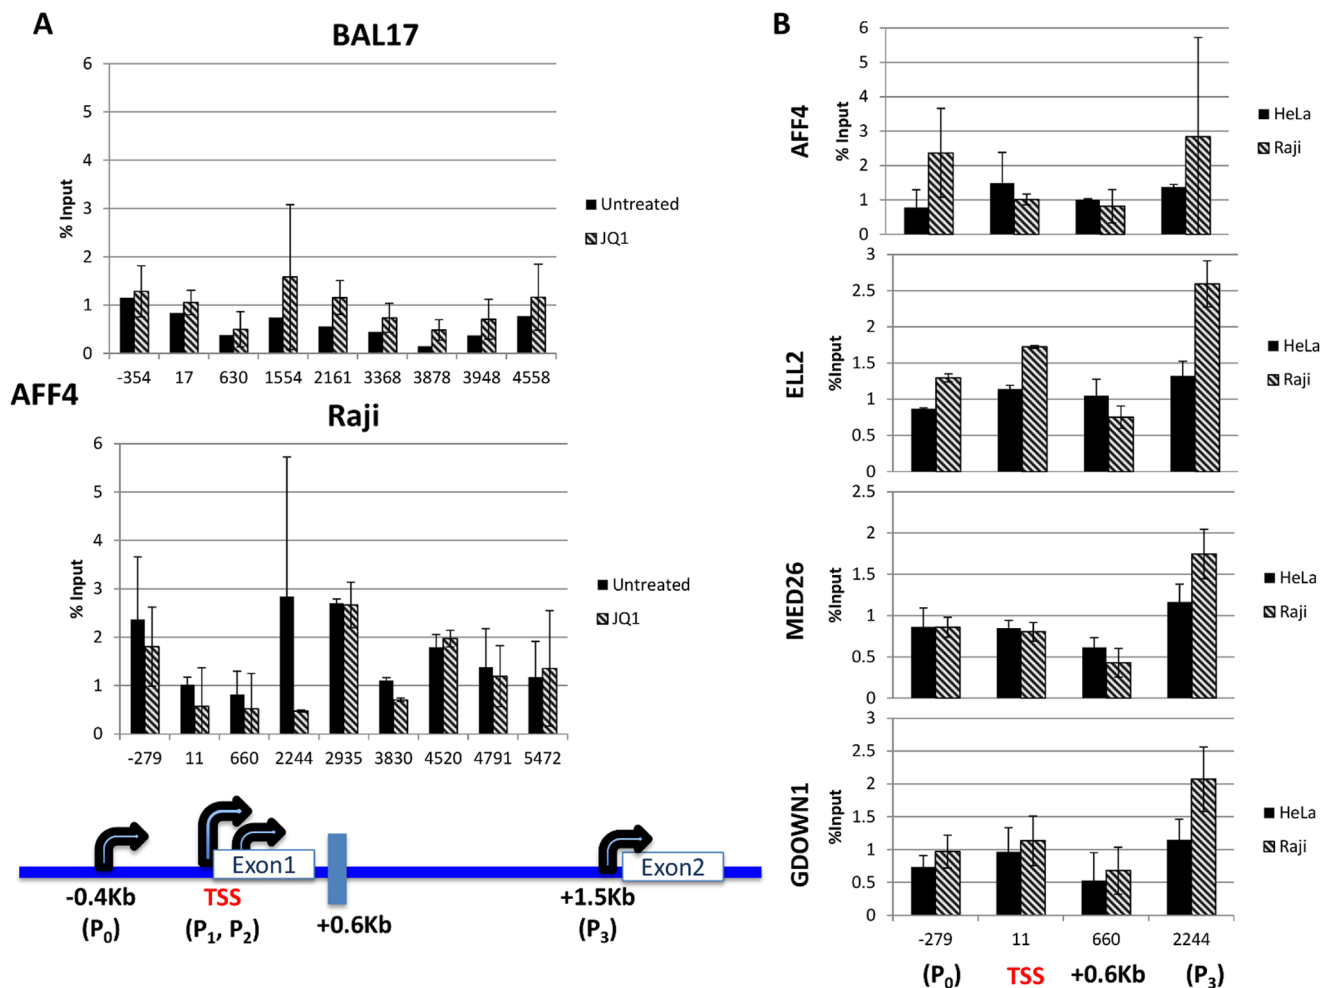 A
BAL17
6
5
4
3
2
1
0
% Input
Untreated
JQ1
-354 17 630 1554 2161 3368 3878 3948 4558
AFF4
Raji
6
5
4
3
2
1
0
% Input
Untreated
JQ1
-279 11 660 2244 2935 3830 4520 4791 5472
Exon1
Exon2
-0.4Kb
(P0)
TSS
(P1, P2)
+0.6Kb
+1.5Kb
(P3)
B
AFF4
% Input
6
5
4
3
2
1
0
HeLa
Raji
ELL2
%Input
3
2.5
2
1.5
1
0.5
0
HeLa
Raji
MED26
%Input
2.5
2
1.5
1
0.5
0
HeLa
Raji
GDOWN1
%Input
3
2.5
2
1.5
1
0.5
0
HeLa
Raji
-279 11 660 2244
(P0) TSS +0.6Kb (P3)